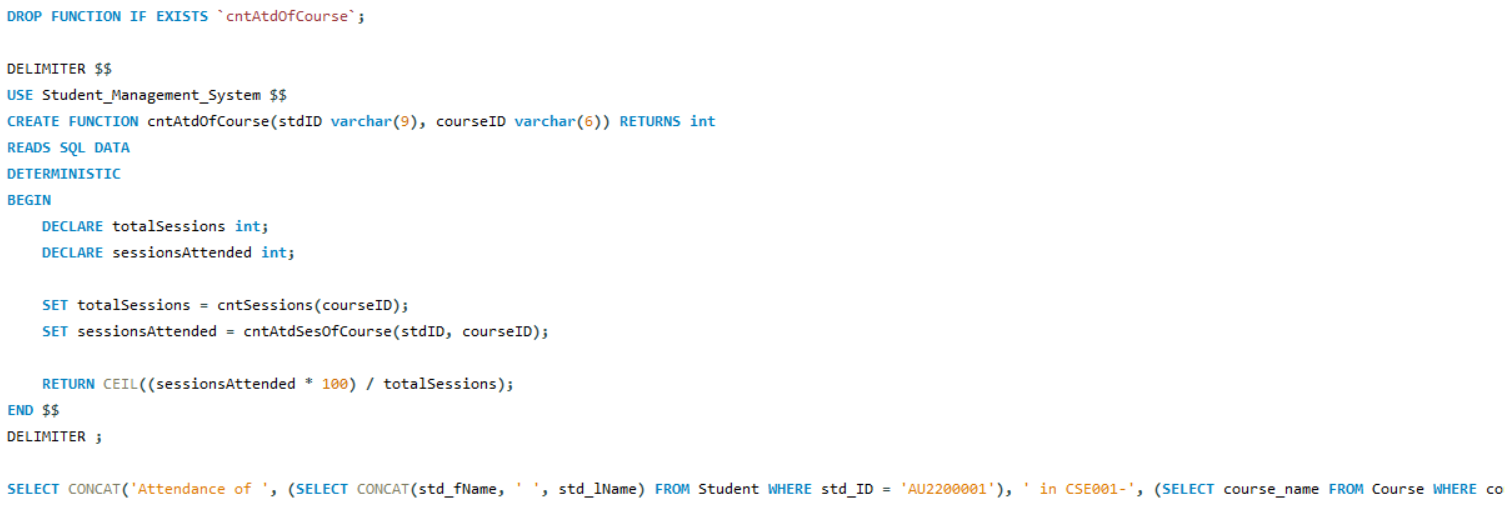 DROP FUNCTION IF EXISTS `cntAtdOfCourse`;
DELIMITER $$
USE Student_Management_System $$
CREATE FUNCTION cntAtdOfCourse(stdID varchar(9), courseID varchar(6)) RETURNS int
READS SQL DATA
DETERMINISTIC
BEGIN
    DECLARE totalSessions int;
    DECLARE sessionsAttended int;
    SET totalSessions = cntSessions(courseID);
    SET sessionsAttended = cntAtdSesOfCourse(stdID, courseID);
    RETURN CEIL((sessionsAttended * 100) / totalSessions);
END $$
DELIMITER ;
SELECT CONCAT('Attendance of ', (SELECT CONCAT(std_fName, ' ', std_lName) FROM Student WHERE std_ID = 'AU2200001'), ' in CSE001-', (SELECT course_name FROM Course WHERE co